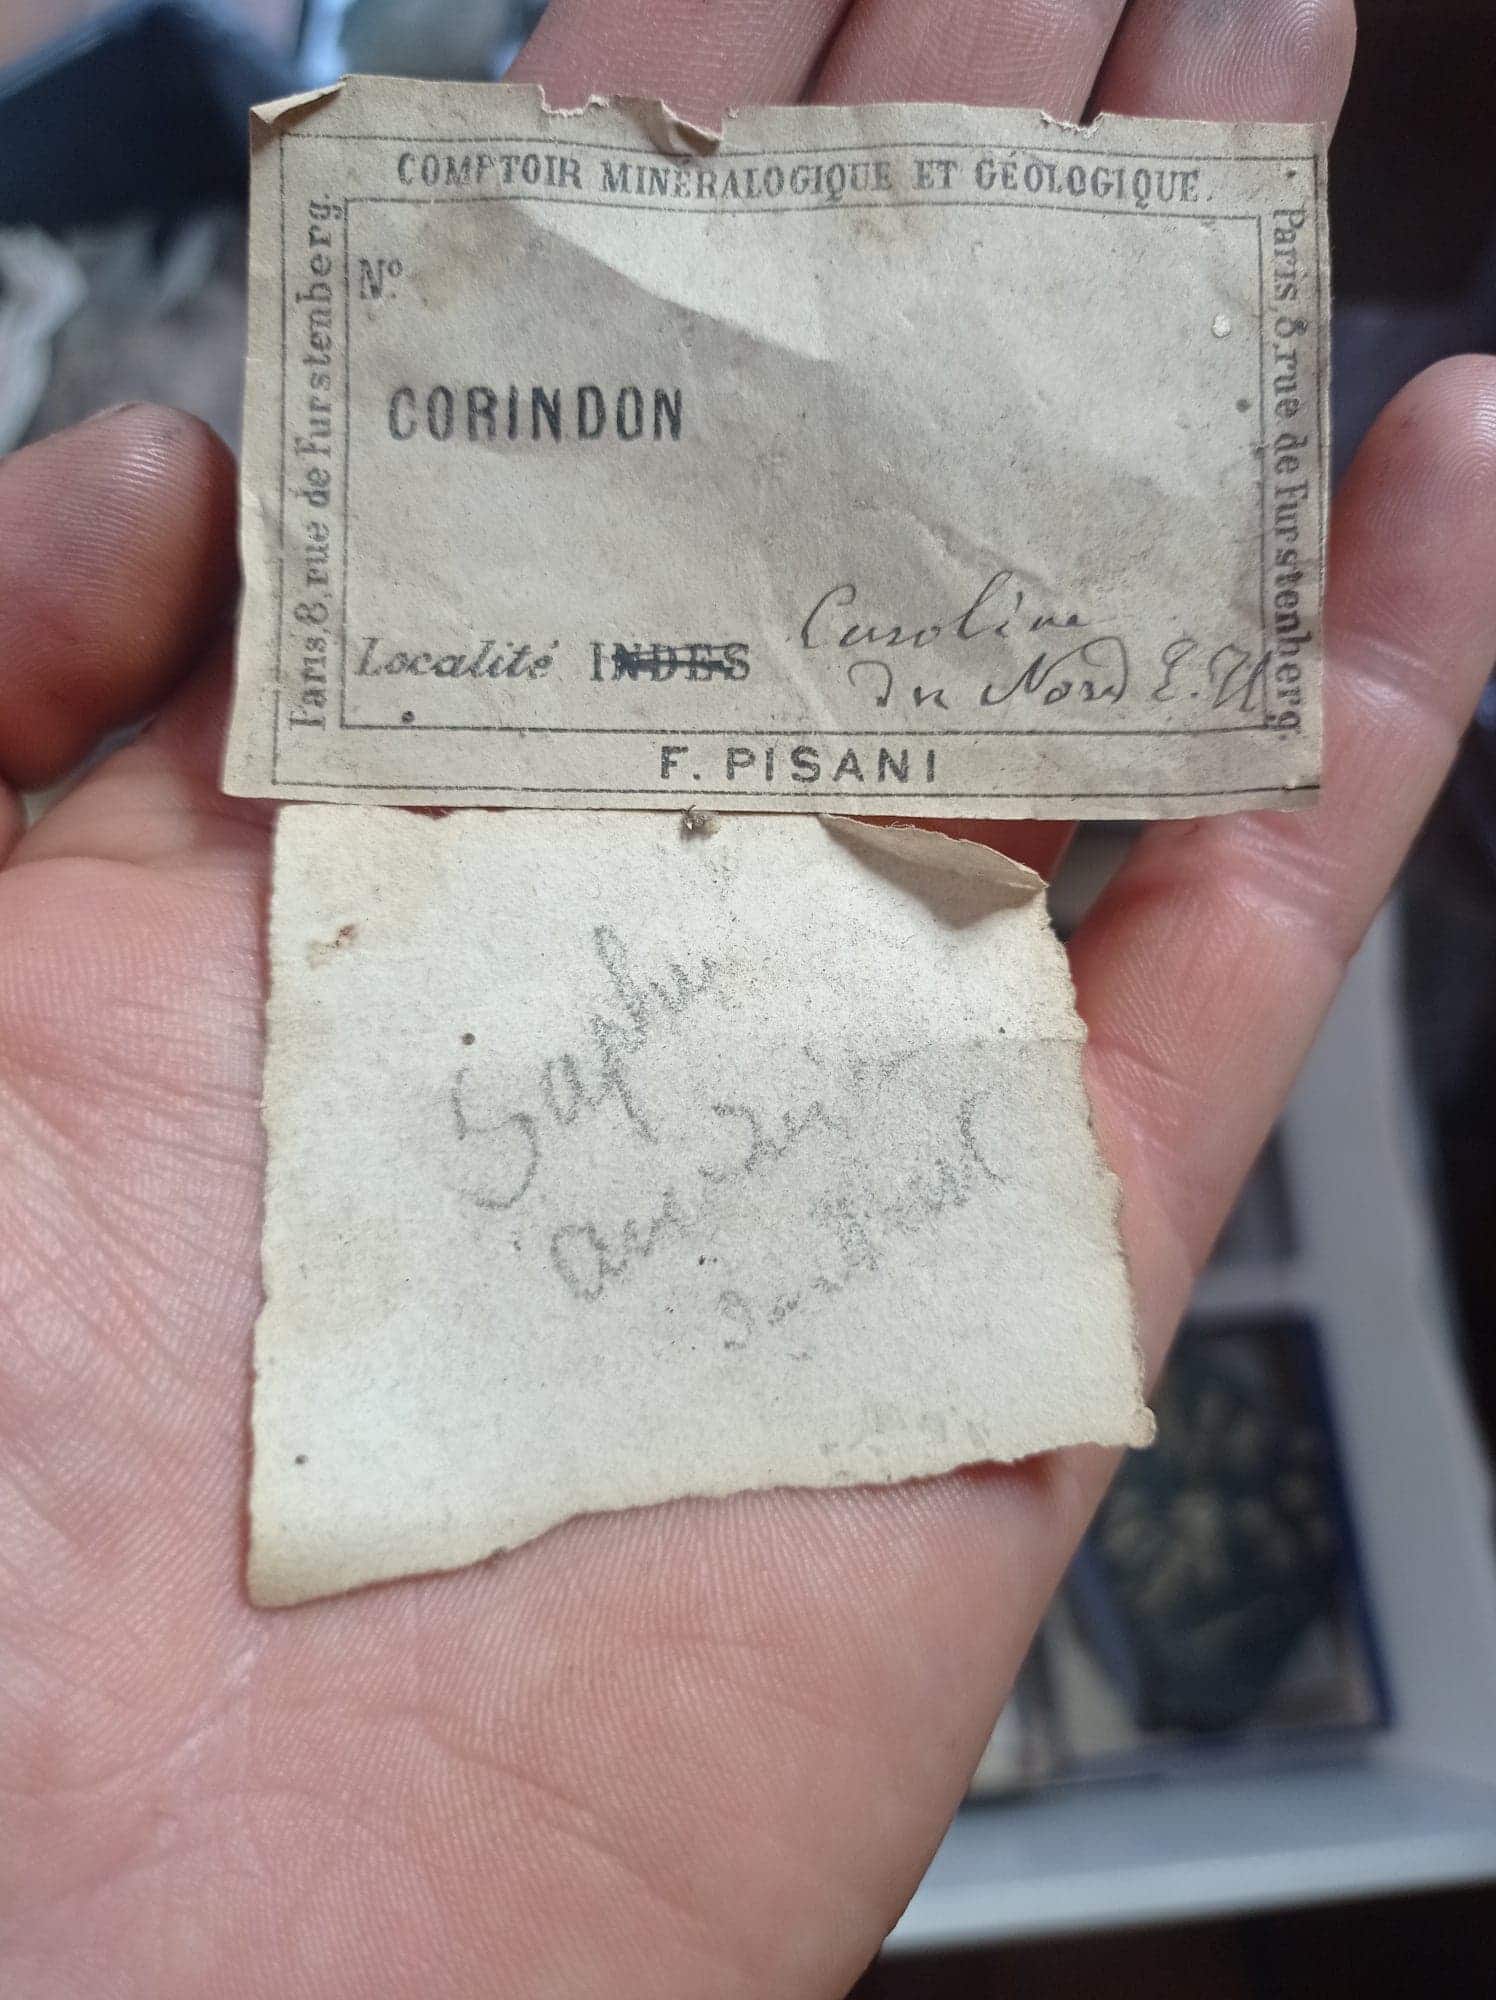 COMPTOIR MINÉRALOGIQUE ET GÉOLOGIQUE.
Paris, 8, rue de Furstenberg.
Paris, 8, rue de Furstenberg.
Nº
CORINDON
Localité INDES
Caroline
du Nord E.U
F. PISANI
Saphir